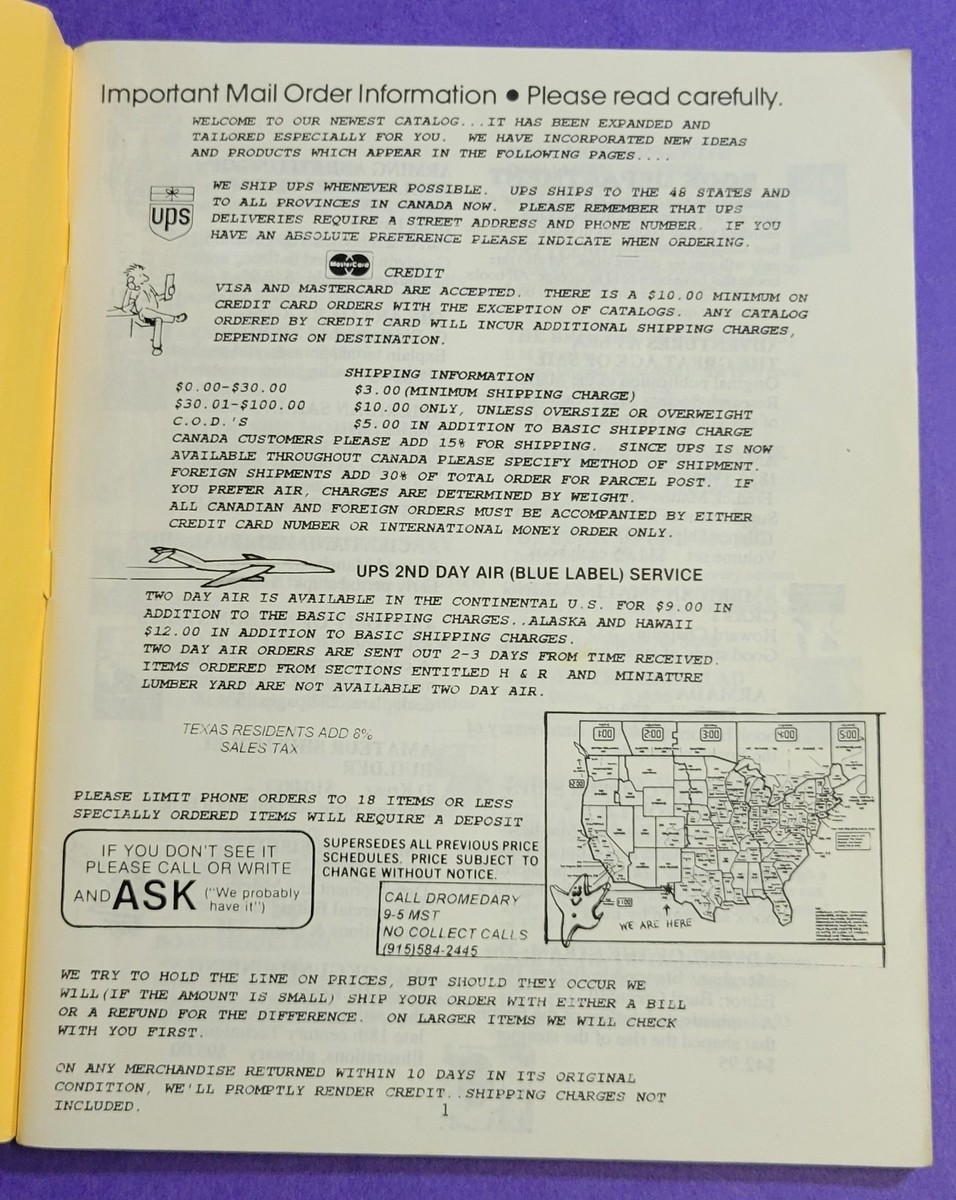 Important Mail Order Information • Please read carefully.
WELCOME TO OUR NEWEST CATALOG...IT HAS BEEN EXPANDED AND
TAILORED ESPECIALLY FOR YOU. WE HAVE INCORPORATED NEW IDEAS
AND PRODUCTS WHICH APPEAR IN THE FOLLOWING PAGES....
ups
WE SHIP UPS WHENEVER POSSIBLE. UPS SHIPS TO THE 48 STATES AND
TO ALL PROVINCES IN CANADA NOW. PLEASE REMEMBER THAT UPS
DELIVERIES REQUIRE A STREET ADDRESS AND PHONE NUMBER. IF YOU
HAVE AN ABSOLUTE PREFERENCE PLEASE INDICATE WHEN ORDERING.
MasterCard CREDIT
VISA AND MASTERCARD ARE ACCEPTED. THERE IS A $10.00 MINIMUM ON
CREDIT CARD ORDERS WITH THE EXCEPTION OF CATALOGS. ANY CATALOG
ORDERED BY CREDIT CARD WILL INCUR ADDITIONAL SHIPPING CHARGES,
DEPENDING ON DESTINATION.
SHIPPING INFORMATION
$0.00-$30.00 $3.00(MINIMUM SHIPPING CHARGE)
$30.01-$100.00 $10.00 ONLY, UNLESS OVERSIZE OR OVERWEIGHT
C.O.D.'S $5.00 IN ADDITION TO BASIC SHIPPING CHARGE
CANADA CUSTOMERS PLEASE ADD 15% FOR SHIPPING. SINCE UPS IS NOW
AVAILABLE THROUGHOUT CANADA PLEASE SPECIFY METHOD OF SHIPMENT.
FOREIGN SHIPMENTS ADD 30% OF TOTAL ORDER FOR PARCEL POST. IF
YOU PREFER AIR, CHARGES ARE DETERMINED BY WEIGHT.
ALL CANADIAN AND FOREIGN ORDERS MUST BE ACCOMPANIED BY EITHER
CREDIT CARD NUMBER OR INTERNATIONAL MONEY ORDER ONLY.
UPS 2ND DAY AIR (BLUE LABEL) SERVICE
TWO DAY AIR IS AVAILABLE IN THE CONTINENTAL U.S. FOR $9.00 IN
ADDITION TO THE BASIC SHIPPING CHARGES..ALASKA AND HAWAII
$12.00 IN ADDITION TO BASIC SHIPPING CHARGES.
TWO DAY AIR ORDERS ARE SENT OUT 2-3 DAYS FROM TIME RECEIVED.
ITEMS ORDERED FROM SECTIONS ENTITLED H & R AND MINIATURE
LUMBER YARD ARE NOT AVAILABLE TWO DAY AIR.
TEXAS RESIDENTS ADD 8%
SALES TAX
1:00 2:00 3:00 4:00 5:00
PLEASE LIMIT PHONE ORDERS TO 18 ITEMS OR LESS
SPECIALLY ORDERED ITEMS WILL REQUIRE A DEPOSIT
IF YOU DON'T SEE IT
PLEASE CALL OR WRITE
AND ASK ("We probably
have it")
SUPERSEDES ALL PREVIOUS PRICE
SCHEDULES. PRICE SUBJECT TO
CHANGE WITHOUT NOTICE.
CALL DROMEDARY
9-5 MST
NO COLLECT CALLS
(915)584-2445
WE ARE HERE
WE TRY TO HOLD THE LINE ON PRICES, BUT SHOULD THEY OCCUR WE
WILL(IF THE AMOUNT IS SMALL) SHIP YOUR ORDER WITH EITHER A BILL
OR A REFUND FOR THE DIFFERENCE. ON LARGER ITEMS WE WILL CHECK
WITH YOU FIRST.
ON ANY MERCHANDISE RETURNED WITHIN 10 DAYS IN ITS ORIGINAL
CONDITION, WE'LL PROMPTLY RENDER CREDIT..SHIPPING CHARGES NOT
INCLUDED.
1